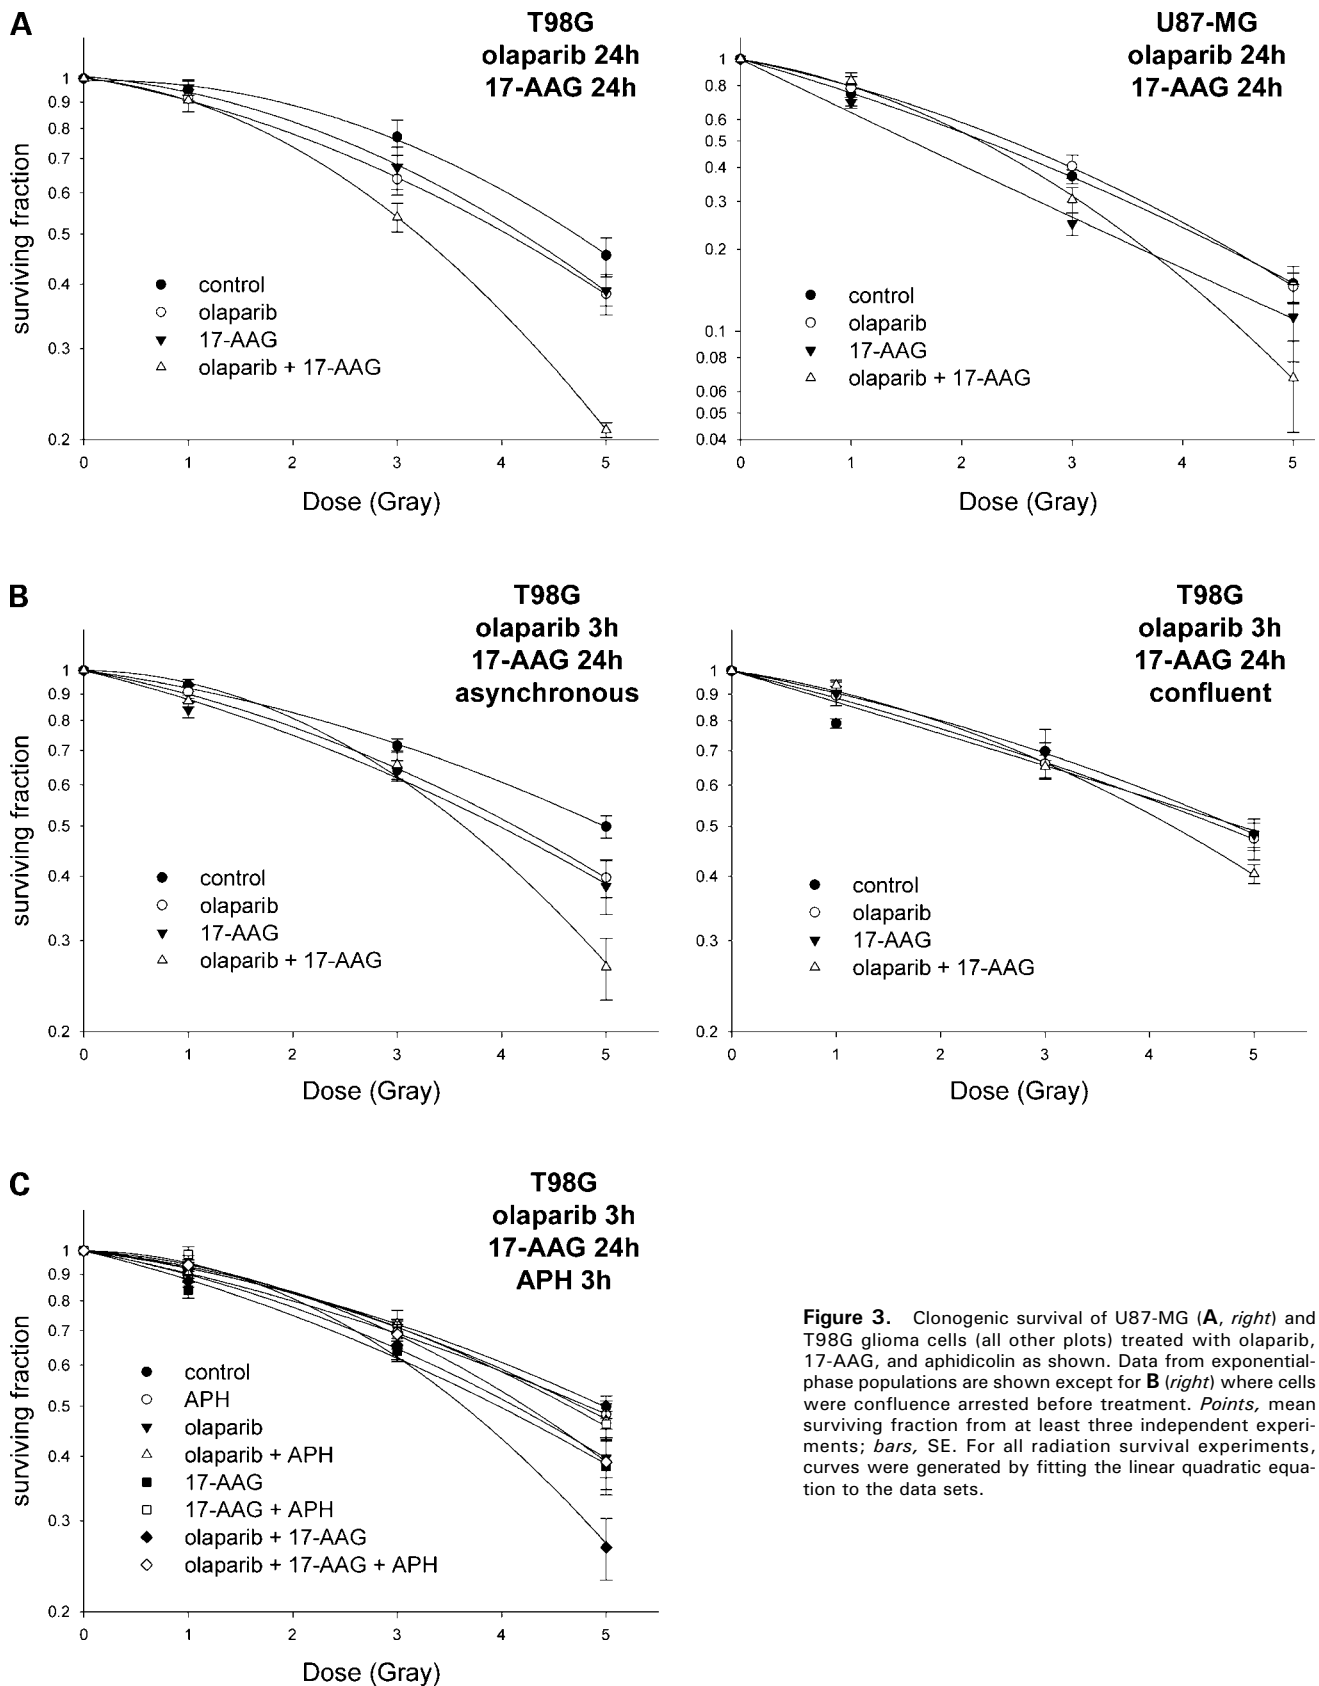 A
T98G
olaparib 24h
17-AAG 24h
surviving fraction
1
0.9
0.8
0.7
0.6
0.5
0.4
0.3
0.2
control
olaparib
17-AAG
olaparib + 17-AAG
0 1 2 3 4 5
Dose (Gray)
U87-MG
olaparib 24h
17-AAG 24h
1
0.8
0.6
0.5
0.4
0.3
0.2
0.1
0.08
0.06
0.05
0.04
control
olaparib
17-AAG
olaparib + 17-AAG
0 1 2 3 4 5
Dose (Gray)
B
T98G
olaparib 3h
17-AAG 24h
asynchronous
surviving fraction
1
0.9
0.8
0.7
0.6
0.5
0.4
0.3
0.2
control
olaparib
17-AAG
olaparib + 17-AAG
0 1 2 3 4 5
Dose (Gray)
T98G
olaparib 3h
17-AAG 24h
confluent
1
0.9
0.8
0.7
0.6
0.5
0.4
0.3
0.2
control
olaparib
17-AAG
olaparib + 17-AAG
0 1 2 3 4 5
Dose (Gray)
C
T98G
olaparib 3h
17-AAG 24h
APH 3h
surviving fraction
1
0.9
0.8
0.7
0.6
0.5
0.4
0.3
0.2
control
APH
olaparib
olaparib + APH
17-AAG
17-AAG + APH
olaparib + 17-AAG
olaparib + 17-AAG + APH
0 1 2 3 4 5
Dose (Gray)
Figure 3. Clonogenic survival of U87-MG (A, right) and
T98G glioma cells (all other plots) treated with olaparib,
17-AAG, and aphidicolin as shown. Data from exponential-
phase populations are shown except for B (right) where cells
were confluence arrested before treatment. Points, mean
surviving fraction from at least three independent experi-
ments; bars, SE. For all radiation survival experiments,
curves were generated by fitting the linear quadratic equa-
tion to the data sets.